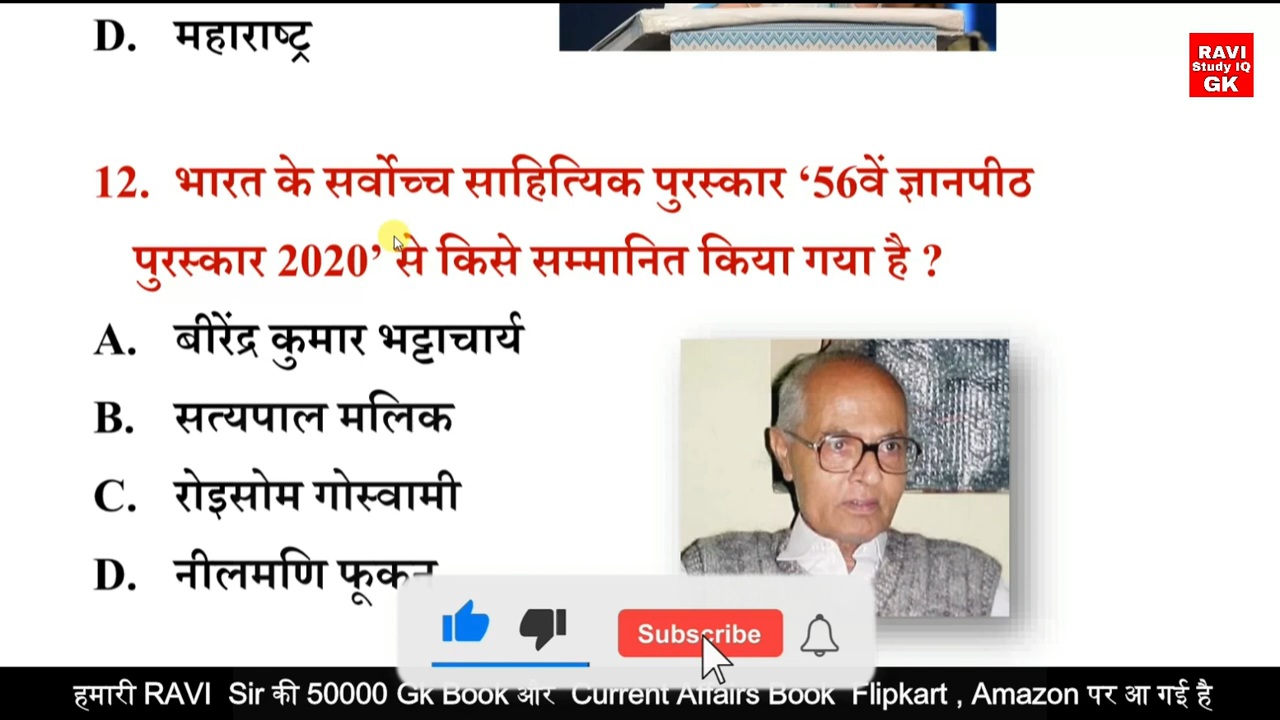 D. महाराष्ट्र
RAVI
Study IQ
GK
12. भारत के सर्वोच्च साहित्यिक पुरस्कार ‘56वें ज्ञानपीठ
पुरस्कार 2020’ से किसे सम्मानित किया गया है ?
A. बीरेंद्र कुमार भट्टाचार्य
B. सत्यपाल मलिक
C. रोइसोम गोस्वामी
D. नीलमणि फूकन
Subscribe
हमारी RAVI Sir की 50000 Gk Book और Current Affairs Book Flipkart , Amazon पर आ गई है